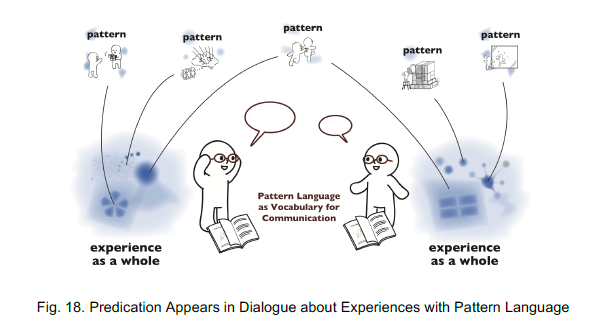 pattern
pattern
pattern
pattern
pattern
Pattern Language
as Vocabulary for
Communication
experience
as a whole
experience
as a whole
Fig. 18. Predication Appears in Dialogue about Experiences with Pattern Language